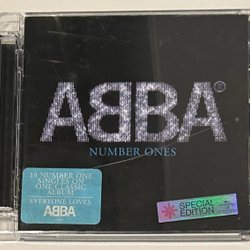 ABBA®
NUMBER ONES
19 NUMBER ONE
SINGLES ON
ONE CLASSIC
ALBUM
EVERYONE LOVES
ABBA
SPECIAL
EDITION